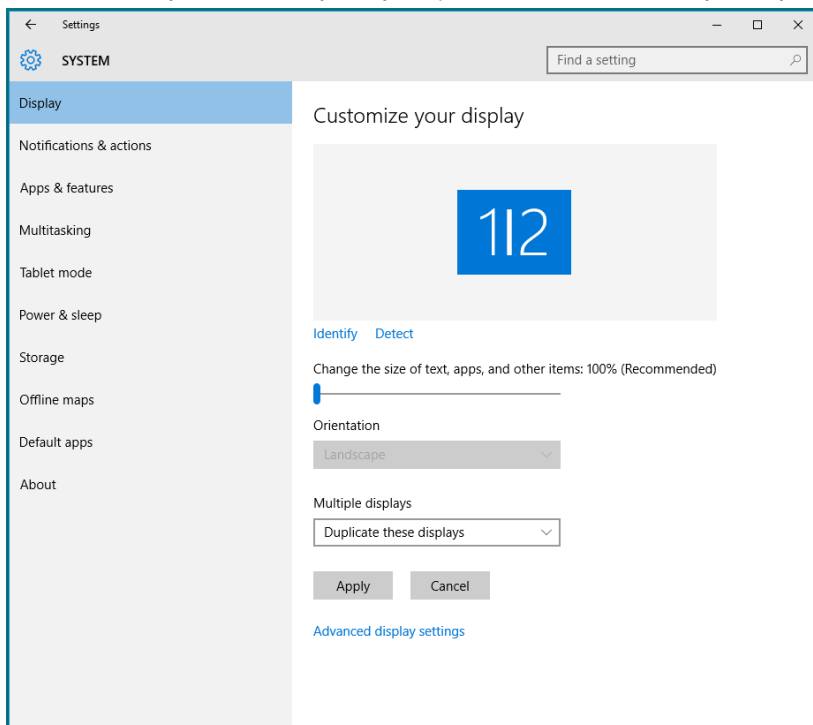 Settings
SYSTEM
Find a setting
Display
Notifications & actions
Apps & features
Multitasking
Tablet mode
Power & sleep
Storage
Offline maps
Default apps
About
Customize your display
1|2
Identify Detect
Change the size of text, apps, and other items: 100% (Recommended)
Orientation
Landscape
Multiple displays
Duplicate these displays
Apply Cancel
Advanced display settings